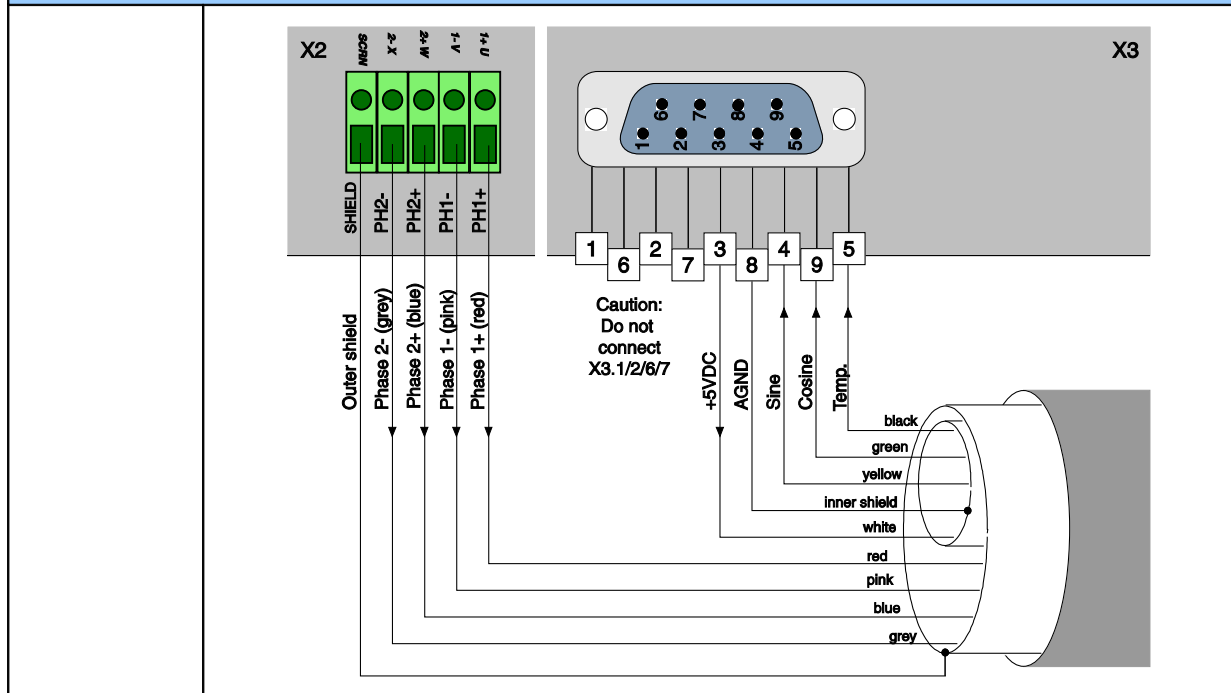 X2
SCRN
2- X
2+ W
1- V
1+ U
X3
6 7 8 9
1 2 3 4 5
SHIELD
PH2-
PH2+
PH1-
PH1+
1 2 3 4 5
6 7 8 9
Caution:
Do not
connect
X3.1/2/6/7
Outer shield
Phase 2- (grey)
Phase 2+ (blue)
Phase 1- (pink)
Phase 1+ (red)
+5VDC
AGND
Sine
Cosine
Temp.
black
green
yellow
inner shield
white
red
pink
blue
grey